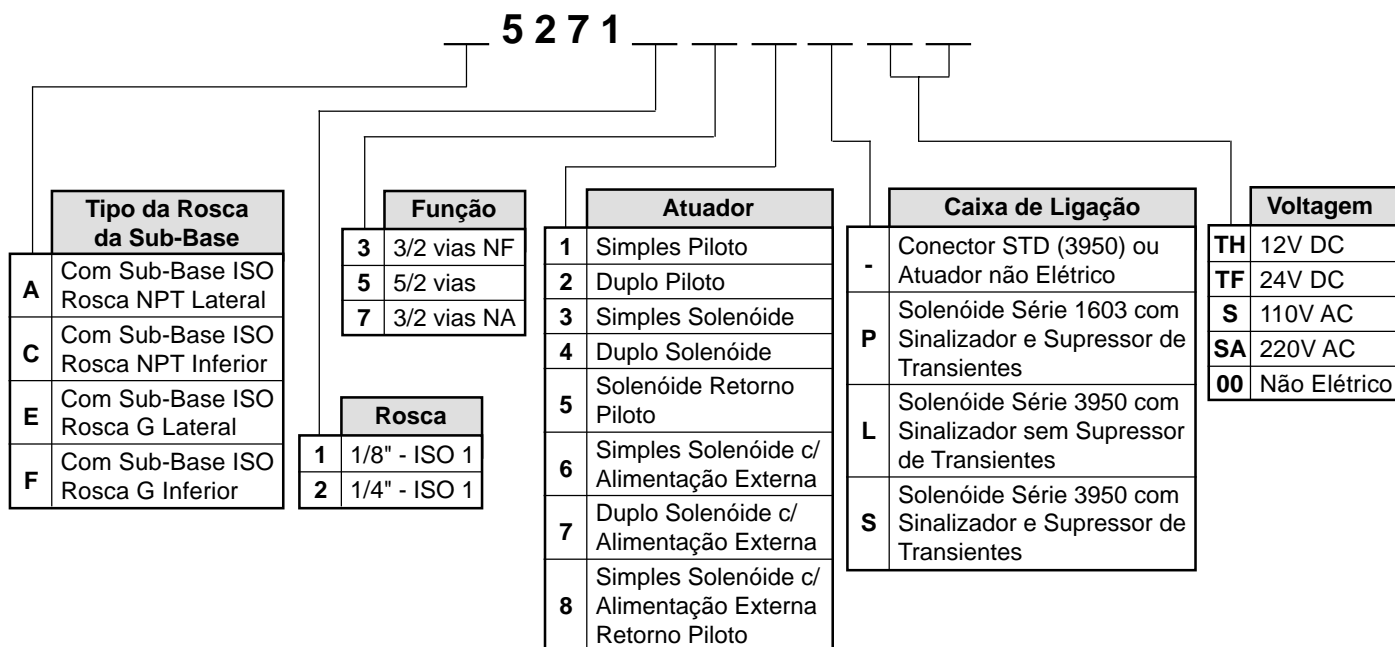 5 2 7 1
Tipo da Rosca
da Sub-Base
A Com Sub-Base ISO
Rosca NPT Lateral
C Com Sub-Base ISO
Rosca NPT Inferior
E Com Sub-Base ISO
Rosca G Lateral
F Com Sub-Base ISO
Rosca G Inferior
Função
3 3/2 vias NF
5 5/2 vias
7 3/2 vias NA
Rosca
1 1/8" - ISO 1
2 1/4" - ISO 1
Atuador
1 Simples Piloto
2 Duplo Piloto
3 Simples Solenóide
4 Duplo Solenóide
5 Solenóide Retorno
Piloto
6 Simples Solenóide c/
Alimentação Externa
7 Duplo Solenóide c/
Alimentação Externa
8 Simples Solenóide c/
Alimentação Externa
Retorno Piloto
Caixa de Ligação
- Conector STD (3950) ou
Atuador não Elétrico
P Solenóide Série 1603 com
Sinalizador e Supressor de
Transientes
L Solenóide Série 3950 com
Sinalizador sem Supressor
de Transientes
S Solenóide Série 3950 com
Sinalizador e Supressor de
Transientes
Voltagem
TH 12V DC
TF 24V DC
S 110V AC
SA 220V AC
00 Não Elétrico